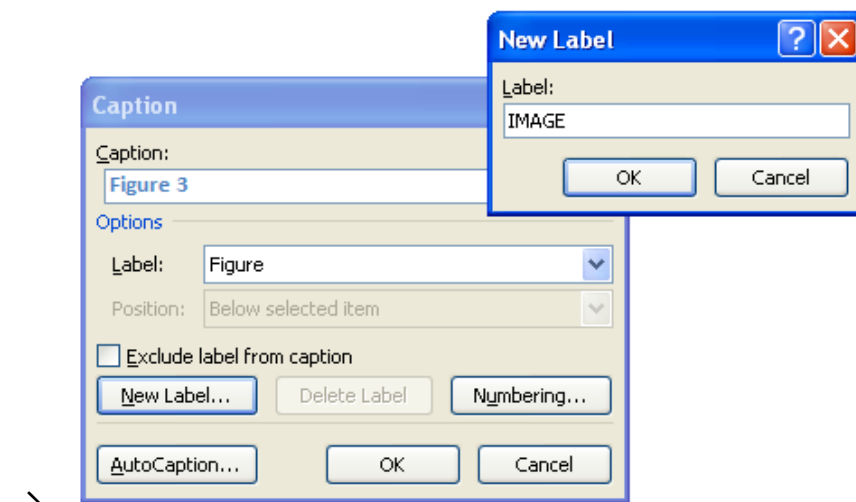 New Label
Label:
IMAGE
OK Cancel
Caption
Caption:
Figure 3
Options
Label: Figure
Position: Below selected item
Exclude label from caption
New Label... Delete Label Numbering...
AutoCaption... OK Cancel